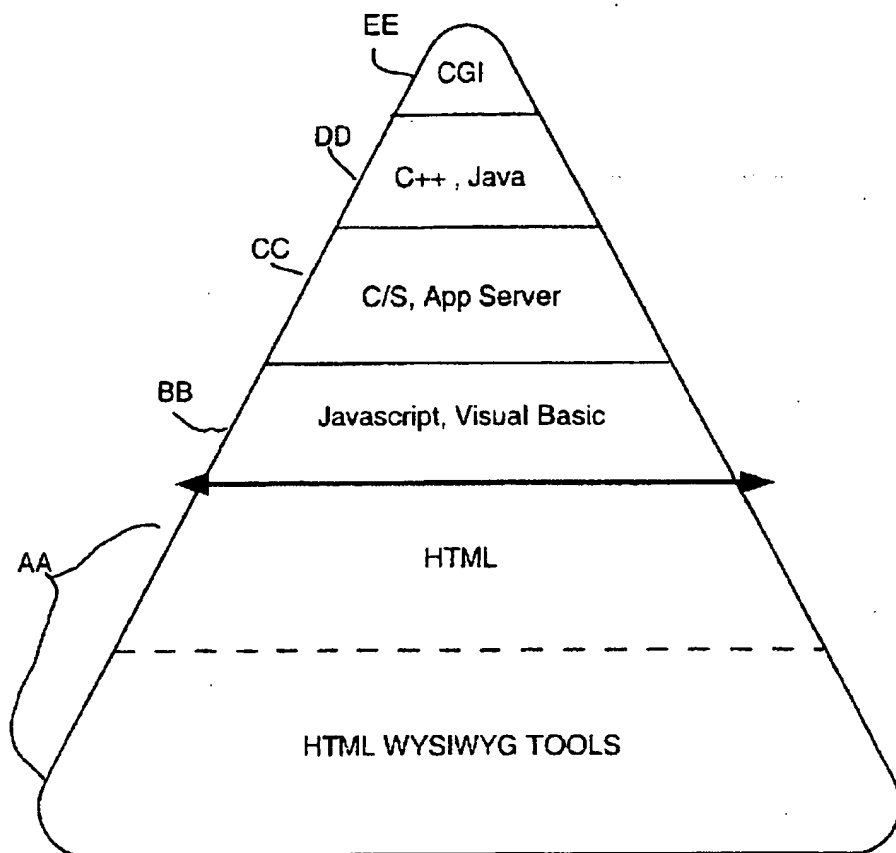 EE
CGI
DD
C++ , Java
CC
C/S, App Server
BB
Javascript, Visual Basic
AA
HTML
HTML WYSIWYG TOOLS